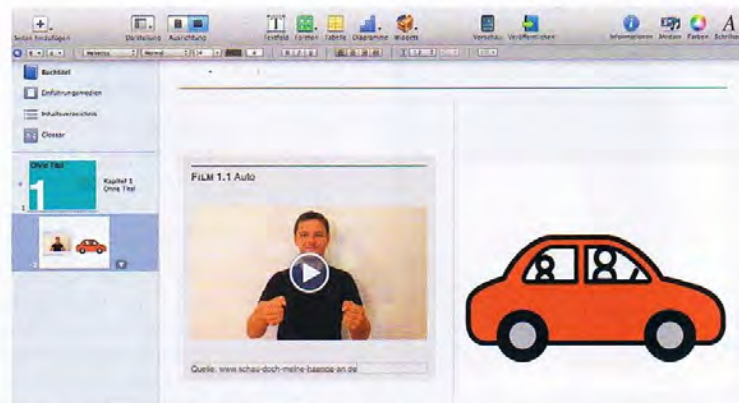 Seiten hinzufügen Darstellung Ausrichtung Textfeld Formen Tabelle Diagramme Widgets Vorschau Veröffentlichen Informationen Medien Farben Schriften
Helvetica Normal
Buchtitel
Einführungsmedien
Inhaltsverzeichnis
Glossar
Ohne Titel
1
Kapitel 1
Ohne Titel
FILM 1.1 Auto
Quelle: www.schau-doch-meine-haende-an.de